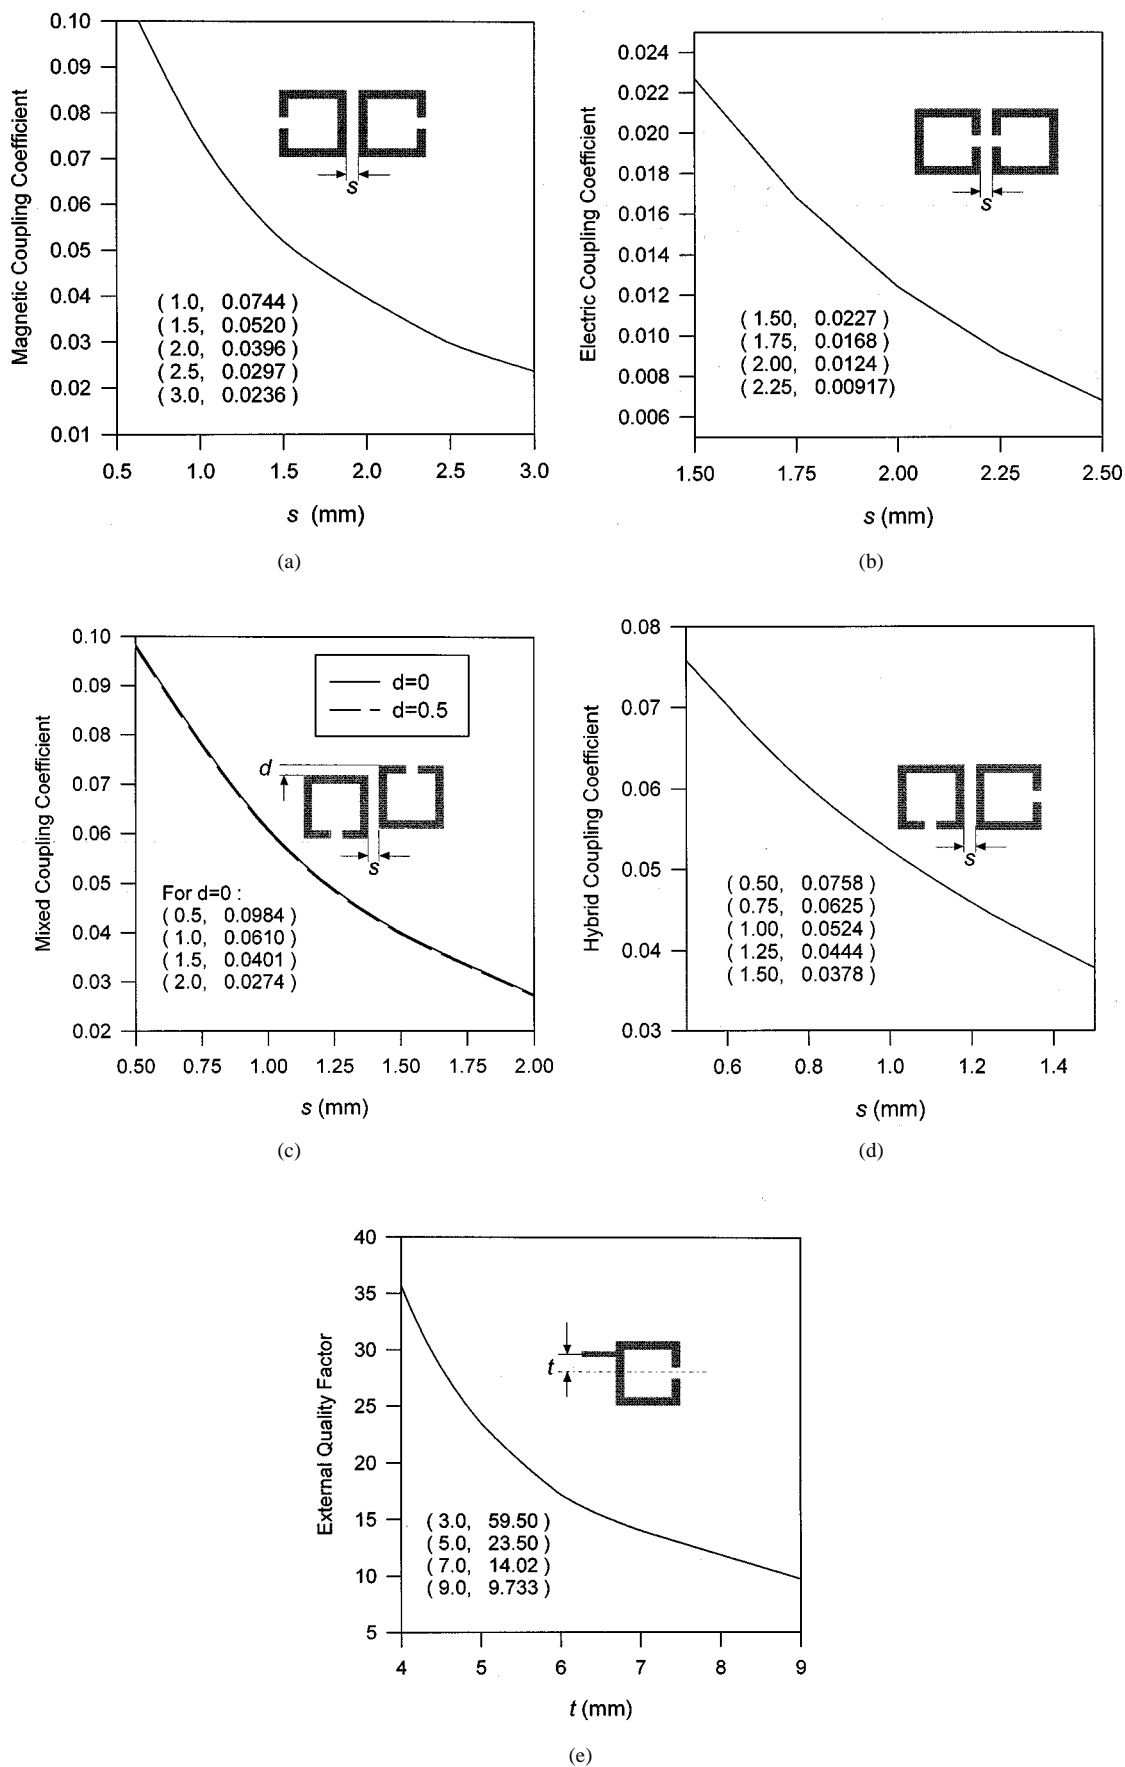 Magnetic Coupling Coefficient
0.10
0.09
0.08
0.07
0.06
0.05
0.04
0.03
0.02
0.01
s
( 1.0, 0.0744 )
( 1.5, 0.0520 )
( 2.0, 0.0396 )
( 2.5, 0.0297 )
( 3.0, 0.0236 )
0.5 1.0 1.5 2.0 2.5 3.0
s (mm)
(a)
Electric Coupling Coefficient
0.024
0.022
0.020
0.018
0.016
0.014
0.012
0.010
0.008
0.006
s
( 1.50, 0.0227 )
( 1.75, 0.0168 )
( 2.00, 0.0124 )
( 2.25, 0.00917)
1.50 1.75 2.00 2.25 2.50
s (mm)
(b)
Mixed Coupling Coefficient
0.10
0.09
0.08
0.07
0.06
0.05
0.04
0.03
0.02
d=0
d=0.5
d
s
For d=0 :
( 0.5, 0.0984 )
( 1.0, 0.0610 )
( 1.5, 0.0401 )
( 2.0, 0.0274 )
0.50 0.75 1.00 1.25 1.50 1.75 2.00
s (mm)
(c)
Hybrid Coupling Coefficient
0.08
0.07
0.06
0.05
0.04
0.03
s
( 0.50, 0.0758 )
( 0.75, 0.0625 )
( 1.00, 0.0524 )
( 1.25, 0.0444 )
( 1.50, 0.0378 )
0.6 0.8 1.0 1.2 1.4
s (mm)
(d)
External Quality Factor
40
35
30
25
20
15
10
5
t
( 3.0, 59.50 )
( 5.0, 23.50 )
( 7.0, 14.02 )
( 9.0, 9.733 )
4 5 6 7 8 9
t (mm)
(e)